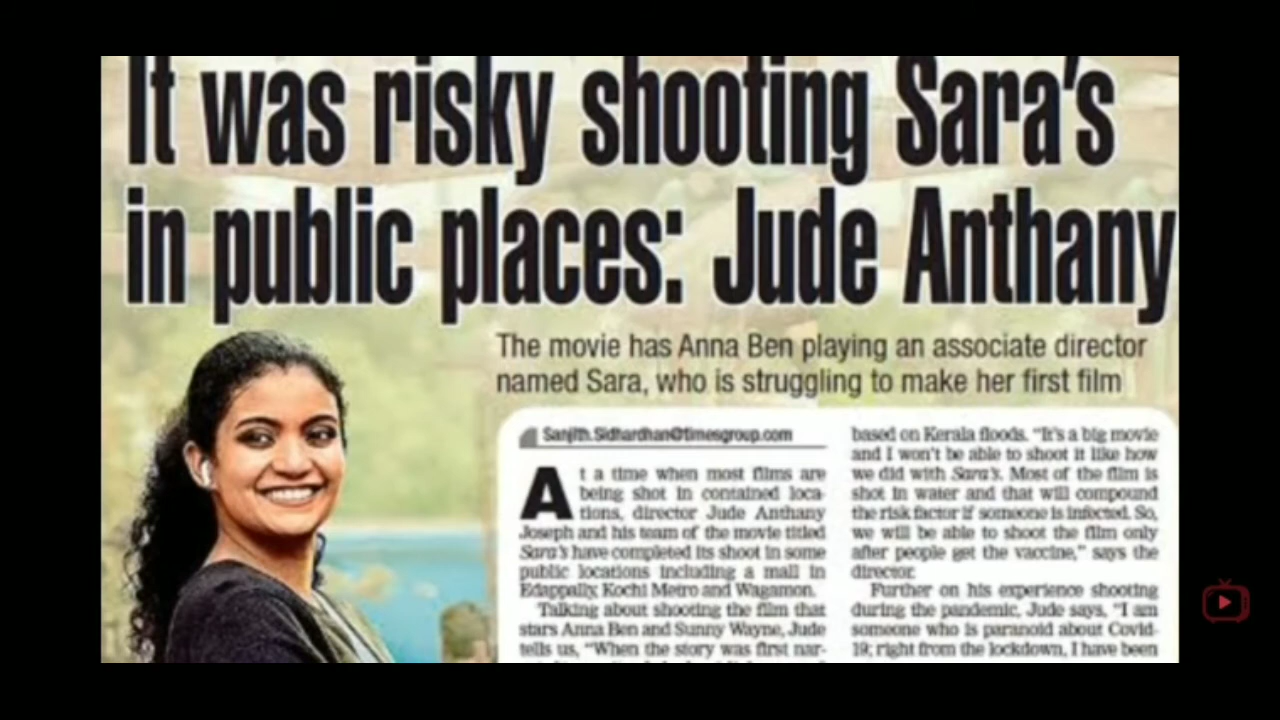 It was risky shooting Sara's
in public places: Jude Anthany
The movie has Anna Ben playing an associate director
named Sara, who is struggling to make her first film
Sanjith.Sidhardhan@timesgroup.com
At a time when most films are
being shot in contained loca-
tions, director Jude Anthany
Joseph and his team of the movie titled
Sara's have completed its shoot in some
public locations including a mall in
Edappally, Kochi Metro and Wagamon.
Talking about shooting the film that
stars Anna Ben and Sunny Wayne, Jude
tells us, “When the story was first nar-
based on Kerala floods. “It's a big movie
and I won't be able to shoot it like how
we did with Sara's. Most of the film is
shot in water and that will compound
the risk factor if someone is infected. So,
we will be able to shoot the film only
after people get the vaccine,” says the
director.
Further on his experience shooting
during the pandemic, Jude says, “I am
someone who is paranoid about Covid-
19; right from the lockdown, I have been